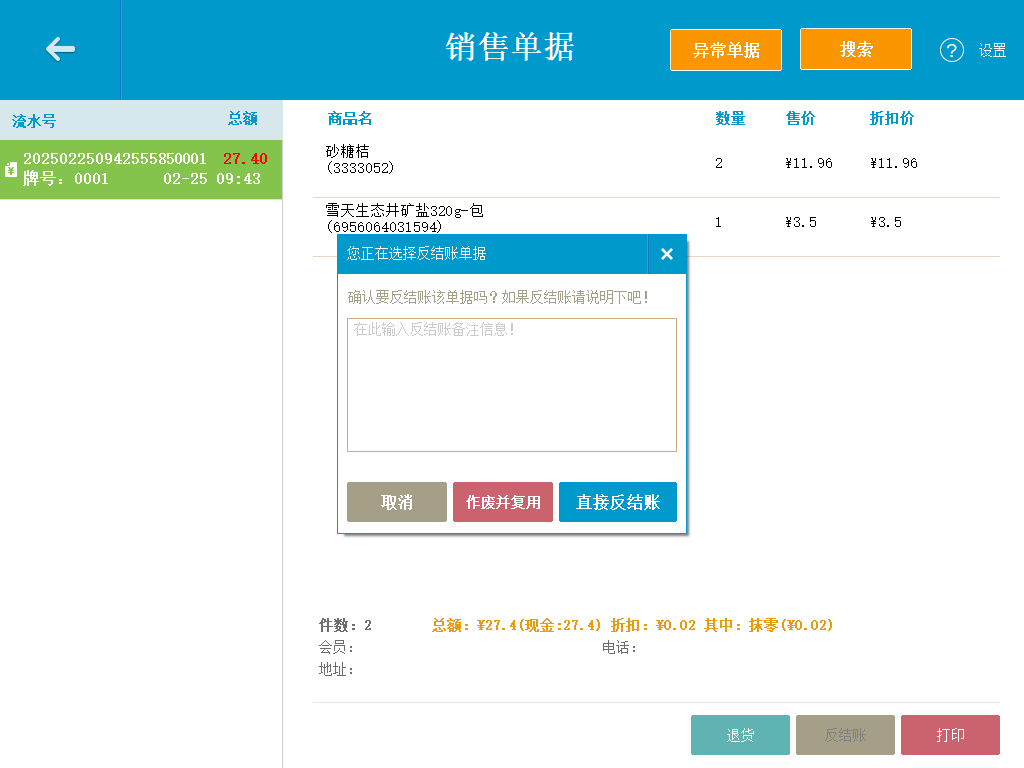 销售单据
异常单据
搜索
?
设置
流水号 总额
202502250942555850001 27.40
牌号：0001 02-25 09:43
商品名 数量 售价 折扣价
砂糖桔
(3333052)
2 ¥11.96 ¥11.96
雪天生态井矿盐320g-包
(6956064031594)
1 ¥3.5 ¥3.5
您正在选择反结账单据
确认要反结账该单据吗？如果反结账请说明下吧！
在此输入反结账备注信息！
取消
作废并复用
直接反结账
件数：2 总额：¥27.4(现金:27.4) 折扣：¥0.02 其中：抹零(¥0.02)
会员： 电话：
地址：
退货
反结账
打印